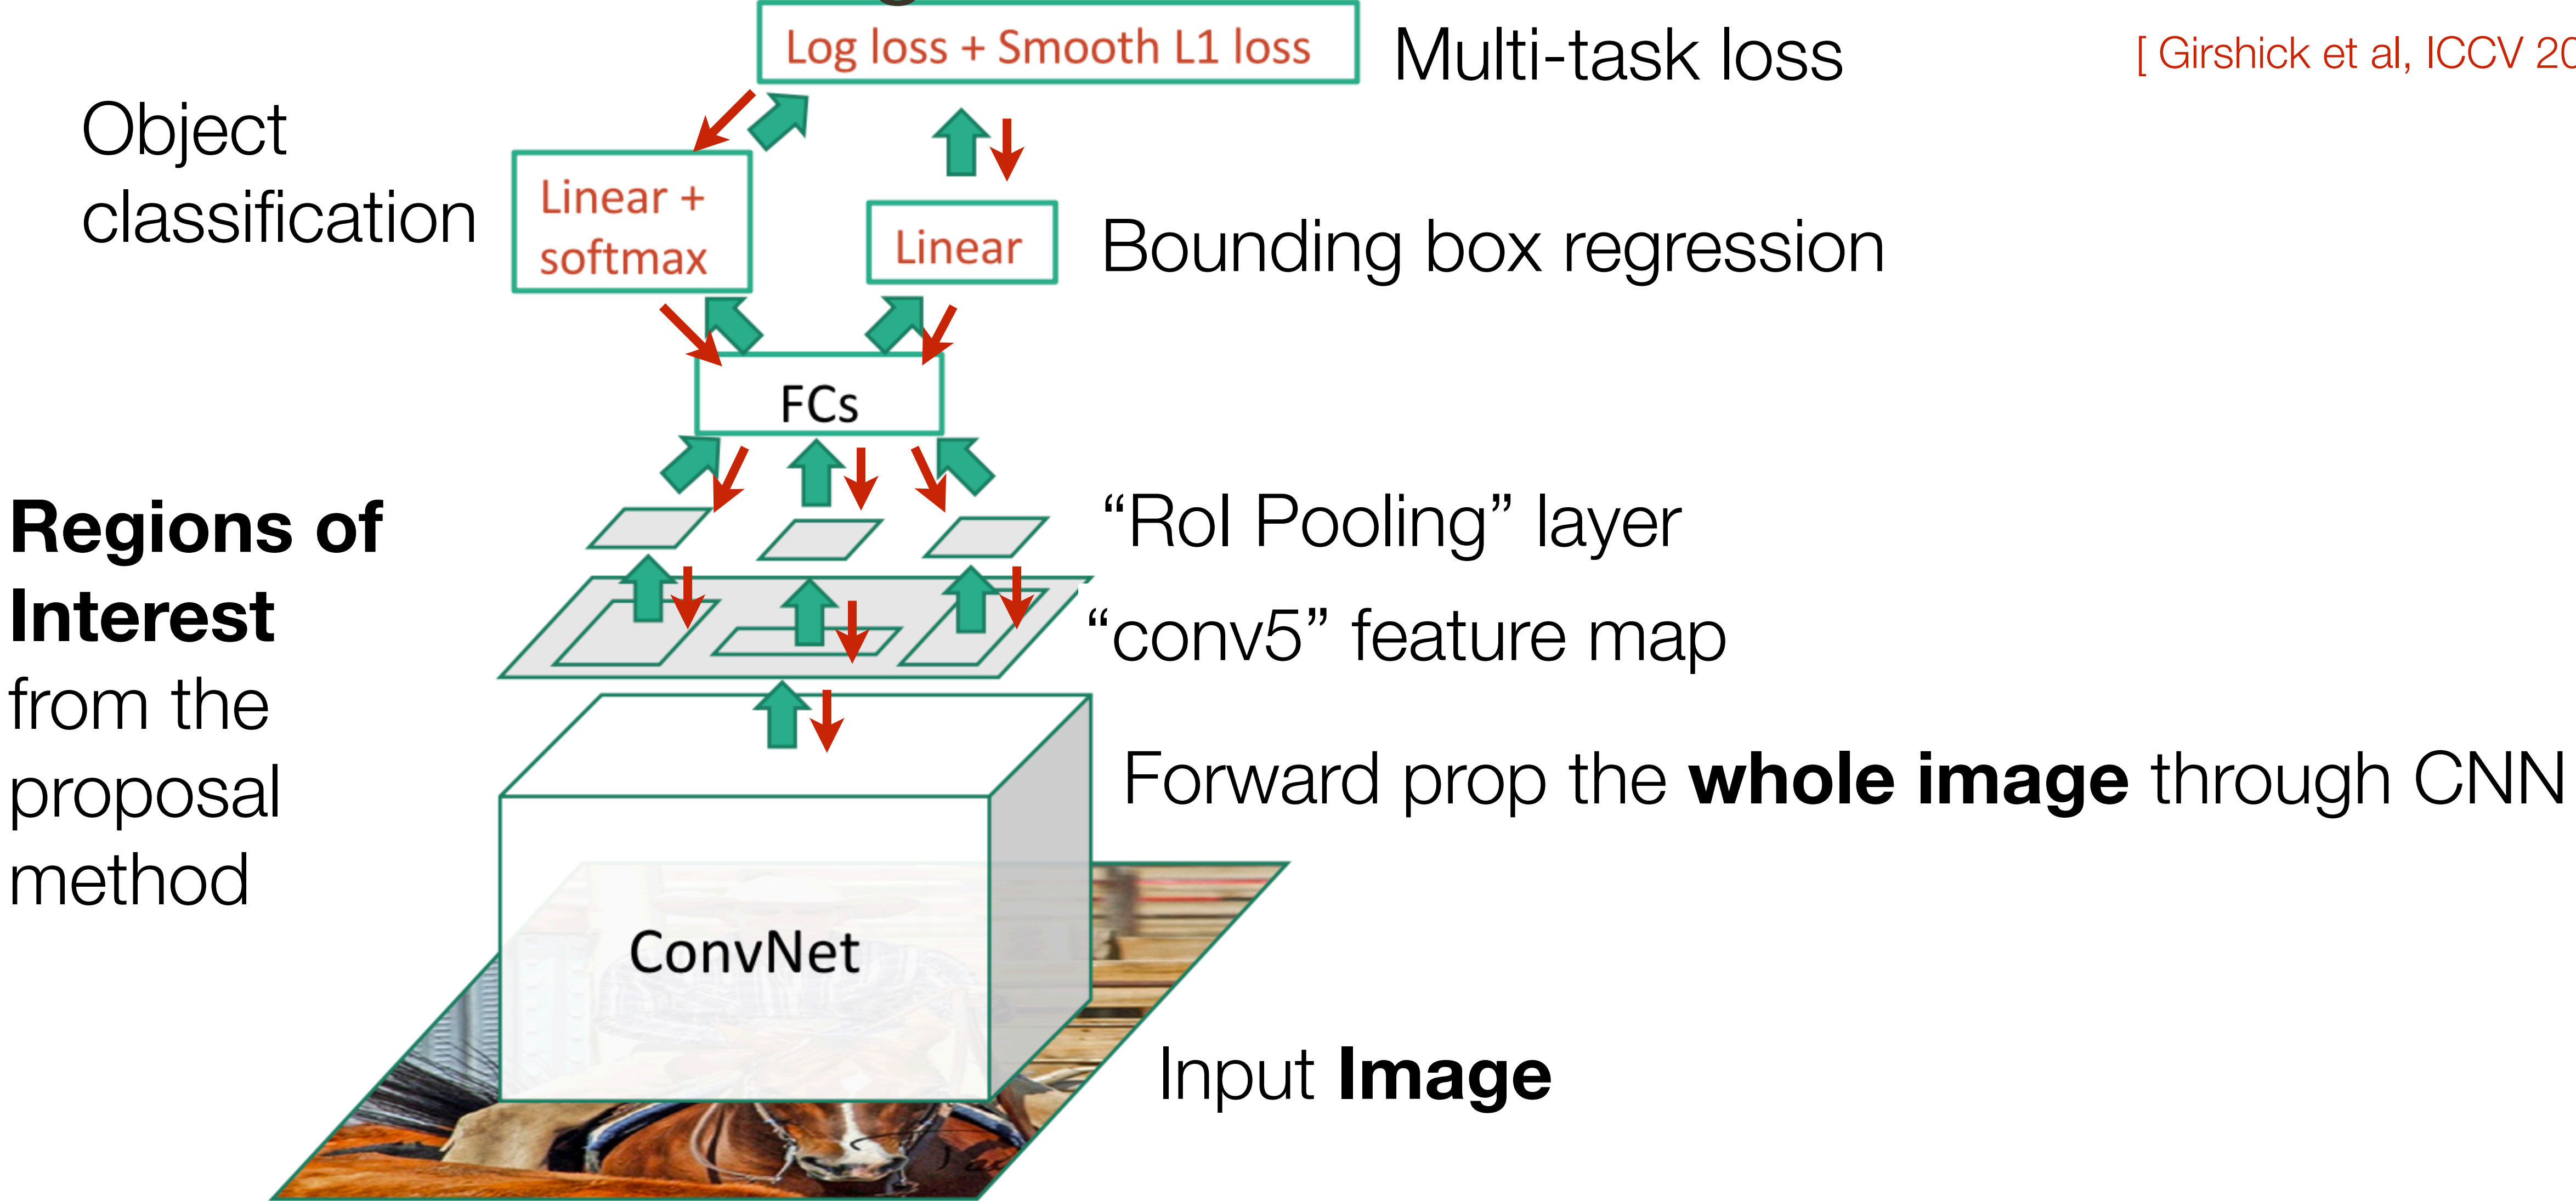 Log loss + Smooth L1 loss
Multi-task loss
[ Girshick et al, ICCV 20
Object
classification
Linear +
softmax
Linear
Bounding box regression
FCs
Regions of
Interest
from the
proposal
method
“RoI Pooling” layer
“conv5” feature map
Forward prop the whole image through CNN
ConvNet
Input Image